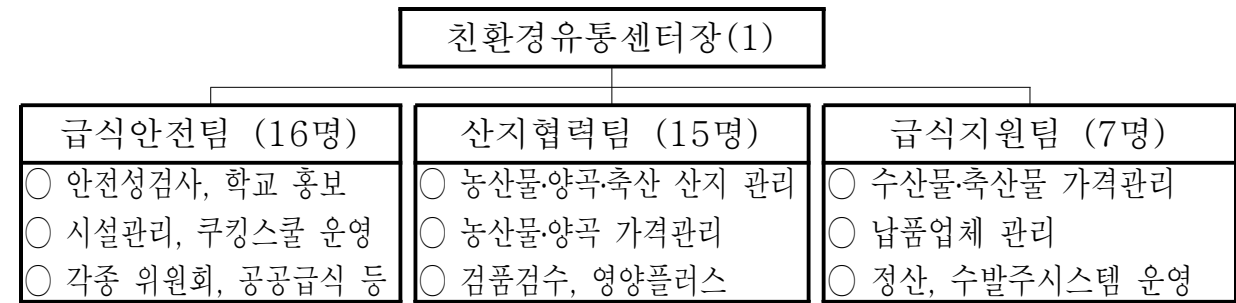 친환경유통센터장(1)
급식안전팀 (16명)
○ 안전성검사, 학교 홍보
○ 시설관리, 쿠킹스쿨 운영
○ 각종 위원회, 공공급식 등
산지협력팀 (15명)
○ 농산물·양곡·축산 산지 관리
○ 농산물·양곡 가격관리
○ 검품검수, 영양플러스
급식지원팀 (7명)
○ 수산물·축산물 가격관리
○ 납품업체 관리
○ 정산, 수발주시스템 운영